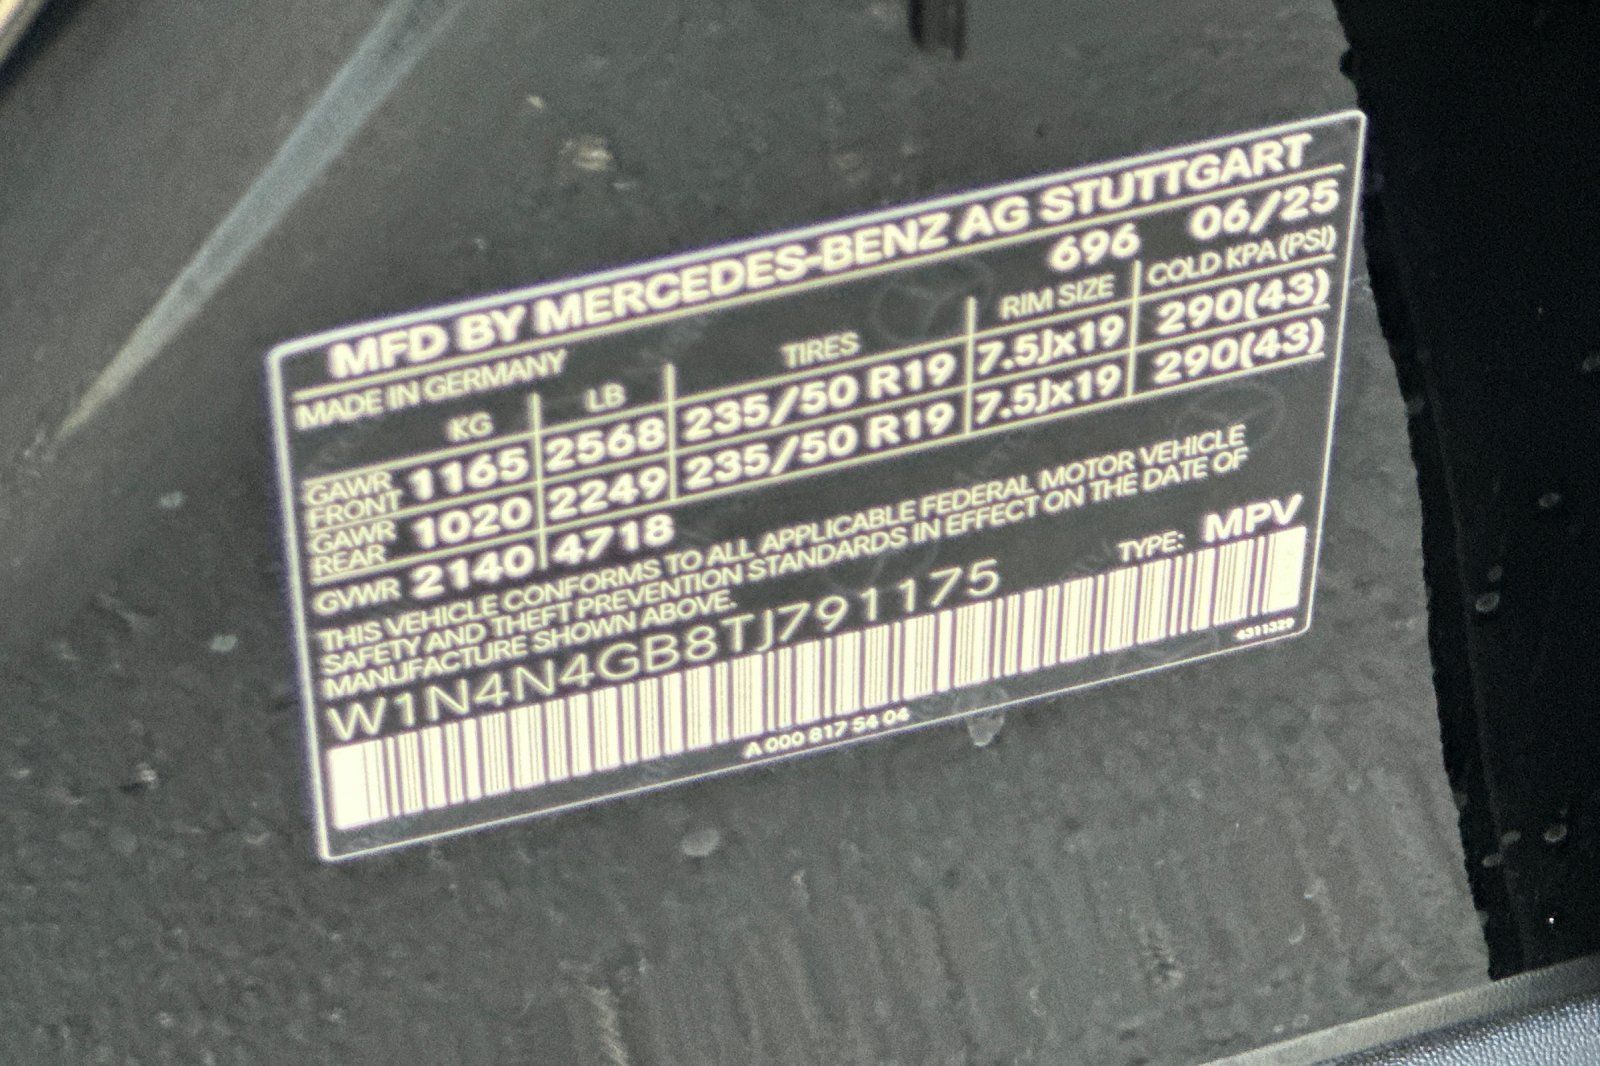 MFD BY MERCEDES-BENZ AG STUTTGART
MADE IN GERMANY 696 06/25
KG LB TIRES RIM SIZE COLD KPA (PSI)
GAWR FRONT 1165 2568 235/50 R19 7.5Jx19 290(43)
GAWR REAR 1020 2249 235/50 R19 7.5Jx19 290(43)
GVWR 2140 4718
THIS VEHICLE CONFORMS TO ALL APPLICABLE FEDERAL MOTOR VEHICLE
SAFETY AND THEFT PREVENTION STANDARDS IN EFFECT ON THE DATE OF
MANUFACTURE SHOWN ABOVE.
W1N4N4GB8TJ791175 TYPE: MPV
A 000 817 54 04 4311329